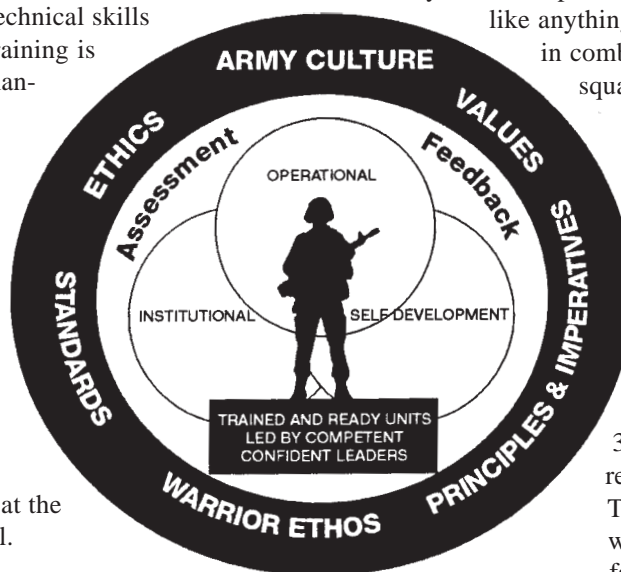 echnical skills
raining is
an-
like anything
in comb
squa
ARMY CULTURE
ETHICS
VALUES
Assessment
Feedback
OPERATIONAL
STANDARDS
PRINCIPLES & IMPERATIVES
INSTITUTIONAL
SELF DEVELOPMENT
TRAINED AND READY UNITS
LED BY COMPETENT
CONFIDENT LEADERS
WARRIOR ETHOS
at the
l.
3
re
T
w